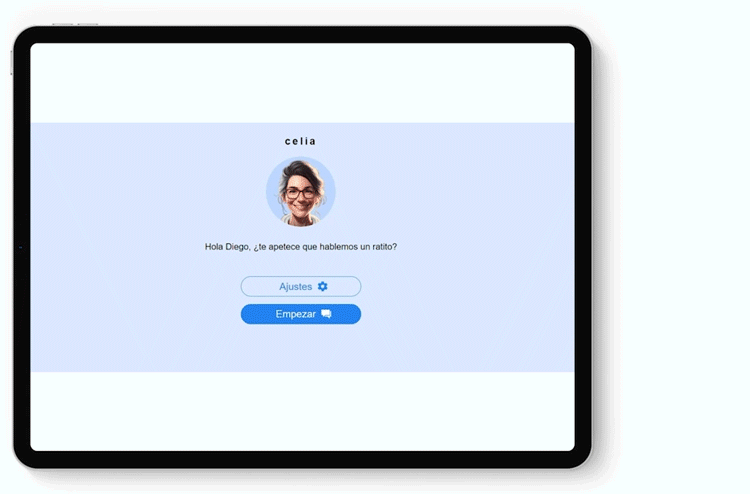 celia
Hola Diego, ¿te apetece que hablemos un ratito?
Ajustes
Empezar